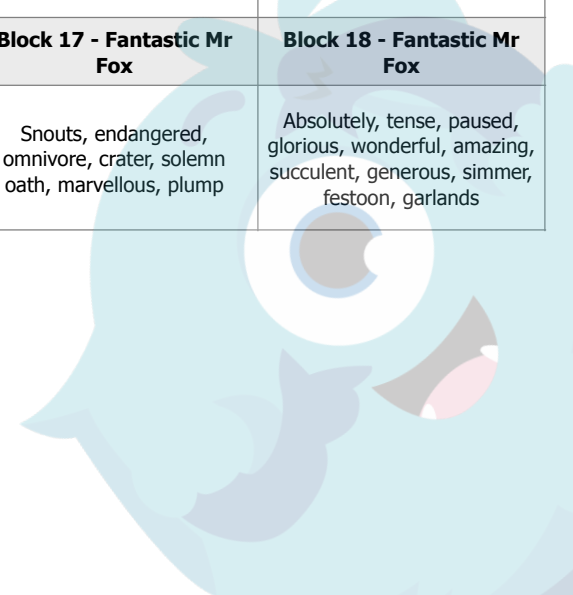 Block 17 - Fantastic Mr
Fox
Snouts, endangered,
omnivore, crater, solemn
oath, marvellous, plump
Block 18 - Fantastic Mr
Fox
Absolutely, tense, paused,
glorious, wonderful, amazing,
succulent, generous, simmer,
festoon, garlands